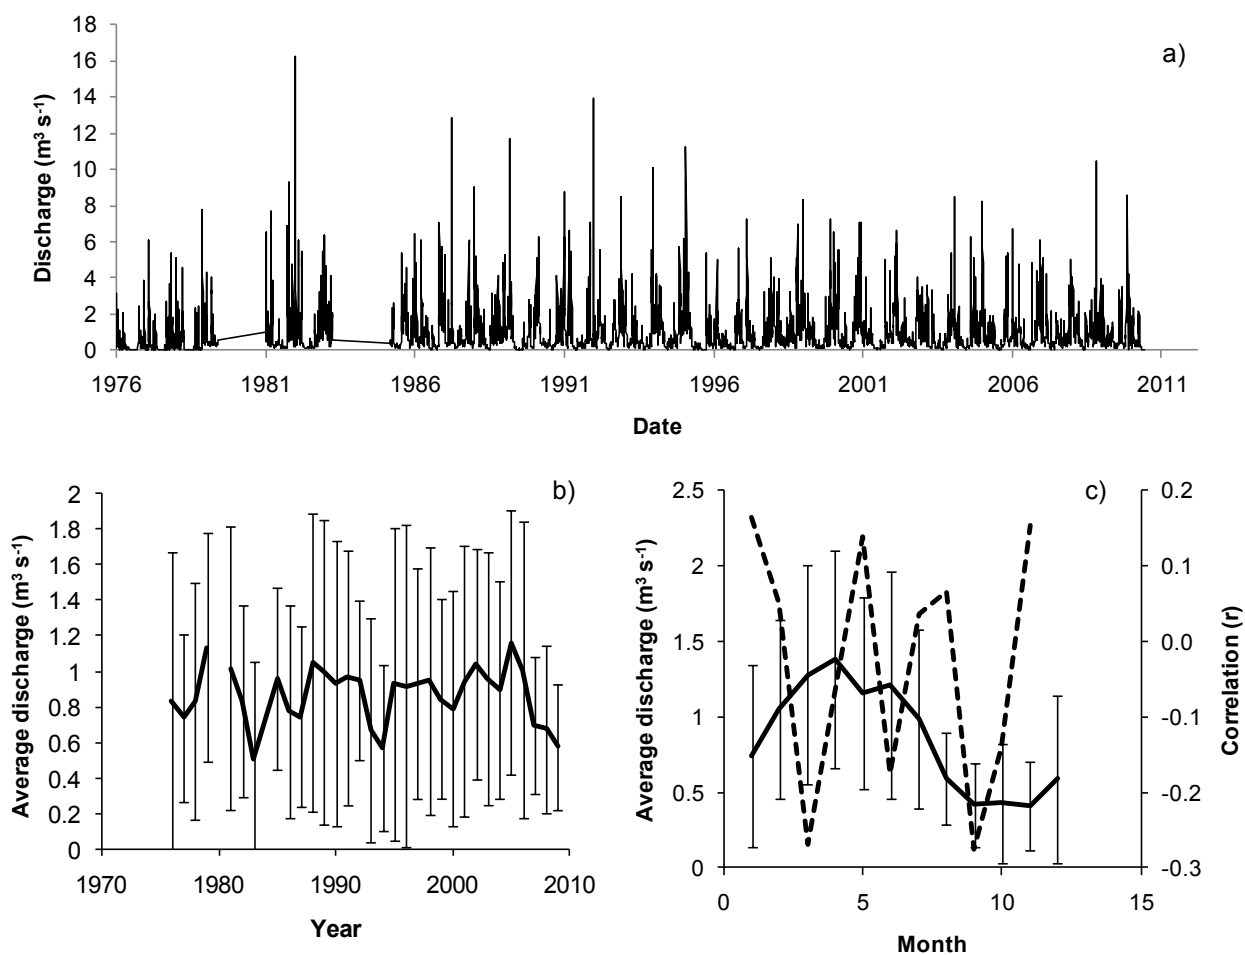 a)
Discharge (m³ s⁻¹)
18
16
14
12
10
8
6
4
2
0
1976 1981 1986 1991 1996 2001 2006 2011
Date
b)
Average discharge (m³ s⁻¹)
2
1.8
1.6
1.4
1.2
1
0.8
0.6
0.4
0.2
0
1970 1980 1990 2000 2010
Year
c)
Average discharge (m³ s⁻¹)
2.5
2
1.5
1
0.5
0
0 5 10 15
Month
0.2
0.1
0.0
-0.1
-0.2
-0.3
Correlation (r)